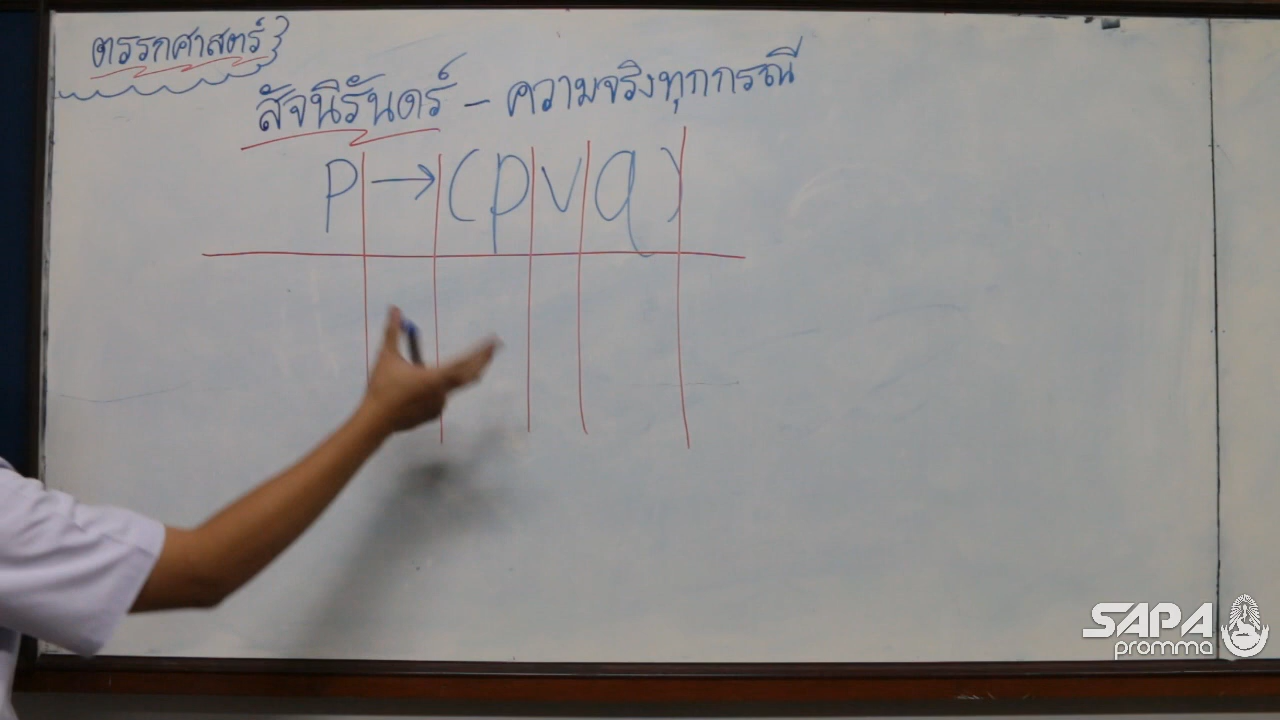 ตรรกศาสตร์
สัจนิรันดร์ - ความจริงทุกกรณี
p → (p ∨ q)
SAPA
promma